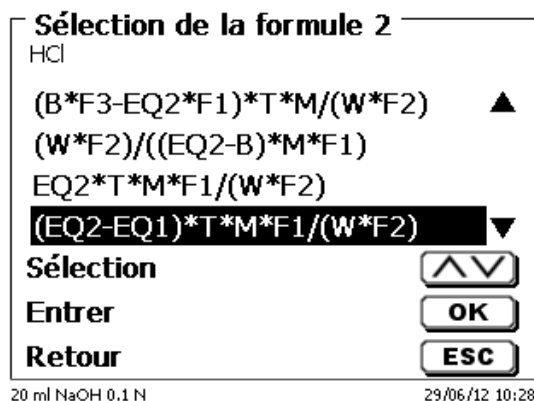 Sélection de la formule 2
HCl
(B*F3-EQ2*F1)*T*M/(W*F2)
(W*F2)/((EQ2-B)*M*F1)
EQ2*T*M*F1/(W*F2)
(EQ2-EQ1)*T*M*F1/(W*F2)
Sélection
Entrer OK
Retour ESC
20 ml NaOH 0.1 N 29/06/12 10:28